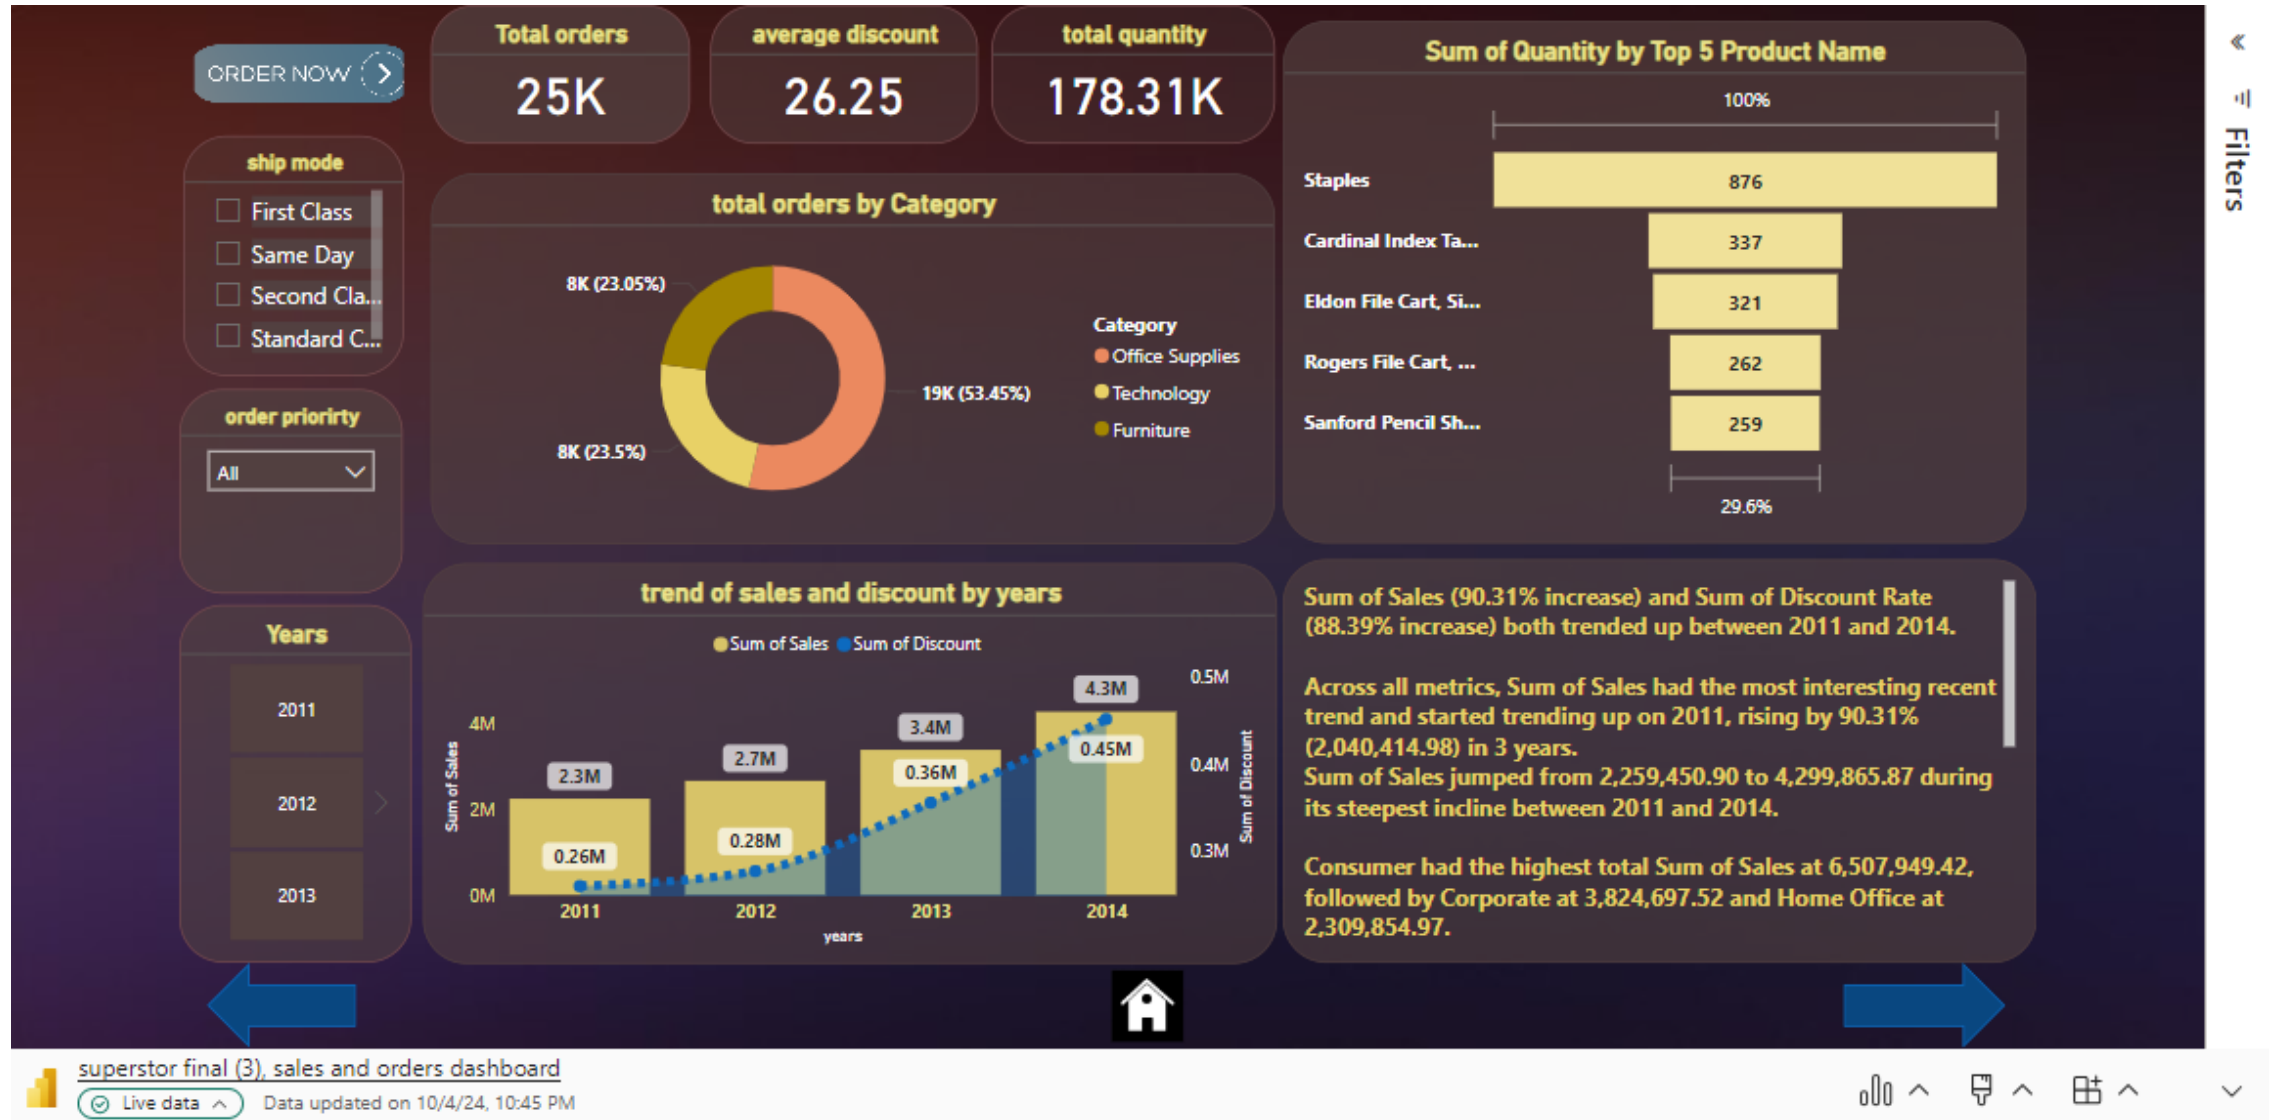 ORDER NOW
Total orders
25K
average discount
26.25
total quantity
178.31K
ship mode
First Class
Same Day
Second Cla...
Standard C...
order priorirty
All
Years
2011
2012
2013
total orders by Category
8K (23.05%)
8K (23.5%)
19K (53.45%)
Category
Office Supplies
Technology
Furniture
Sum of Quantity by Top 5 Product Name
100%
Staples 876
Cardinal Index Ta... 337
Eldon File Cart, Si... 321
Rogers File Cart, ... 262
Sanford Pencil Sh... 259
29.6%
trend of sales and discount by years
Sum of Sales Sum of Discount
Sum of Sales
4M
2M
0M
2.3M
2.7M
3.4M
4.3M
0.26M
0.28M
0.36M
0.45M
0.5M
0.4M
0.3M
Sum of Discount
2011 2012 2013 2014
years
Sum of Sales (90.31% increase) and Sum of Discount Rate
(88.39% increase) both trended up between 2011 and 2014.
Across all metrics, Sum of Sales had the most interesting recent
trend and started trending up on 2011, rising by 90.31%
(2,040,414.98) in 3 years.
Sum of Sales jumped from 2,259,450.90 to 4,299,865.87 during
its steepest incline between 2011 and 2014.
Consumer had the highest total Sum of Sales at 6,507,949.42,
followed by Corporate at 3,824,697.52 and Home Office at
2,309,854.97.
Filters
superstor final (3), sales and orders dashboard
Live data
Data updated on 10/4/24, 10:45 PM